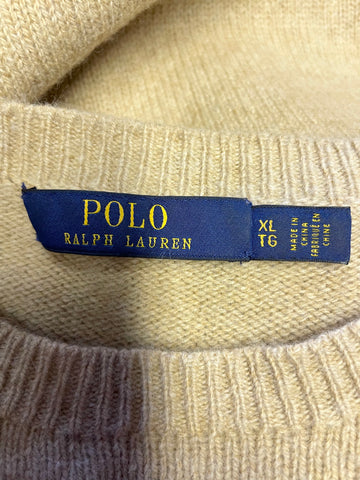 POLO
RALPH LAUREN
XL
TG
MADE IN
CHINA
FABRIQUÉ EN
CHINE